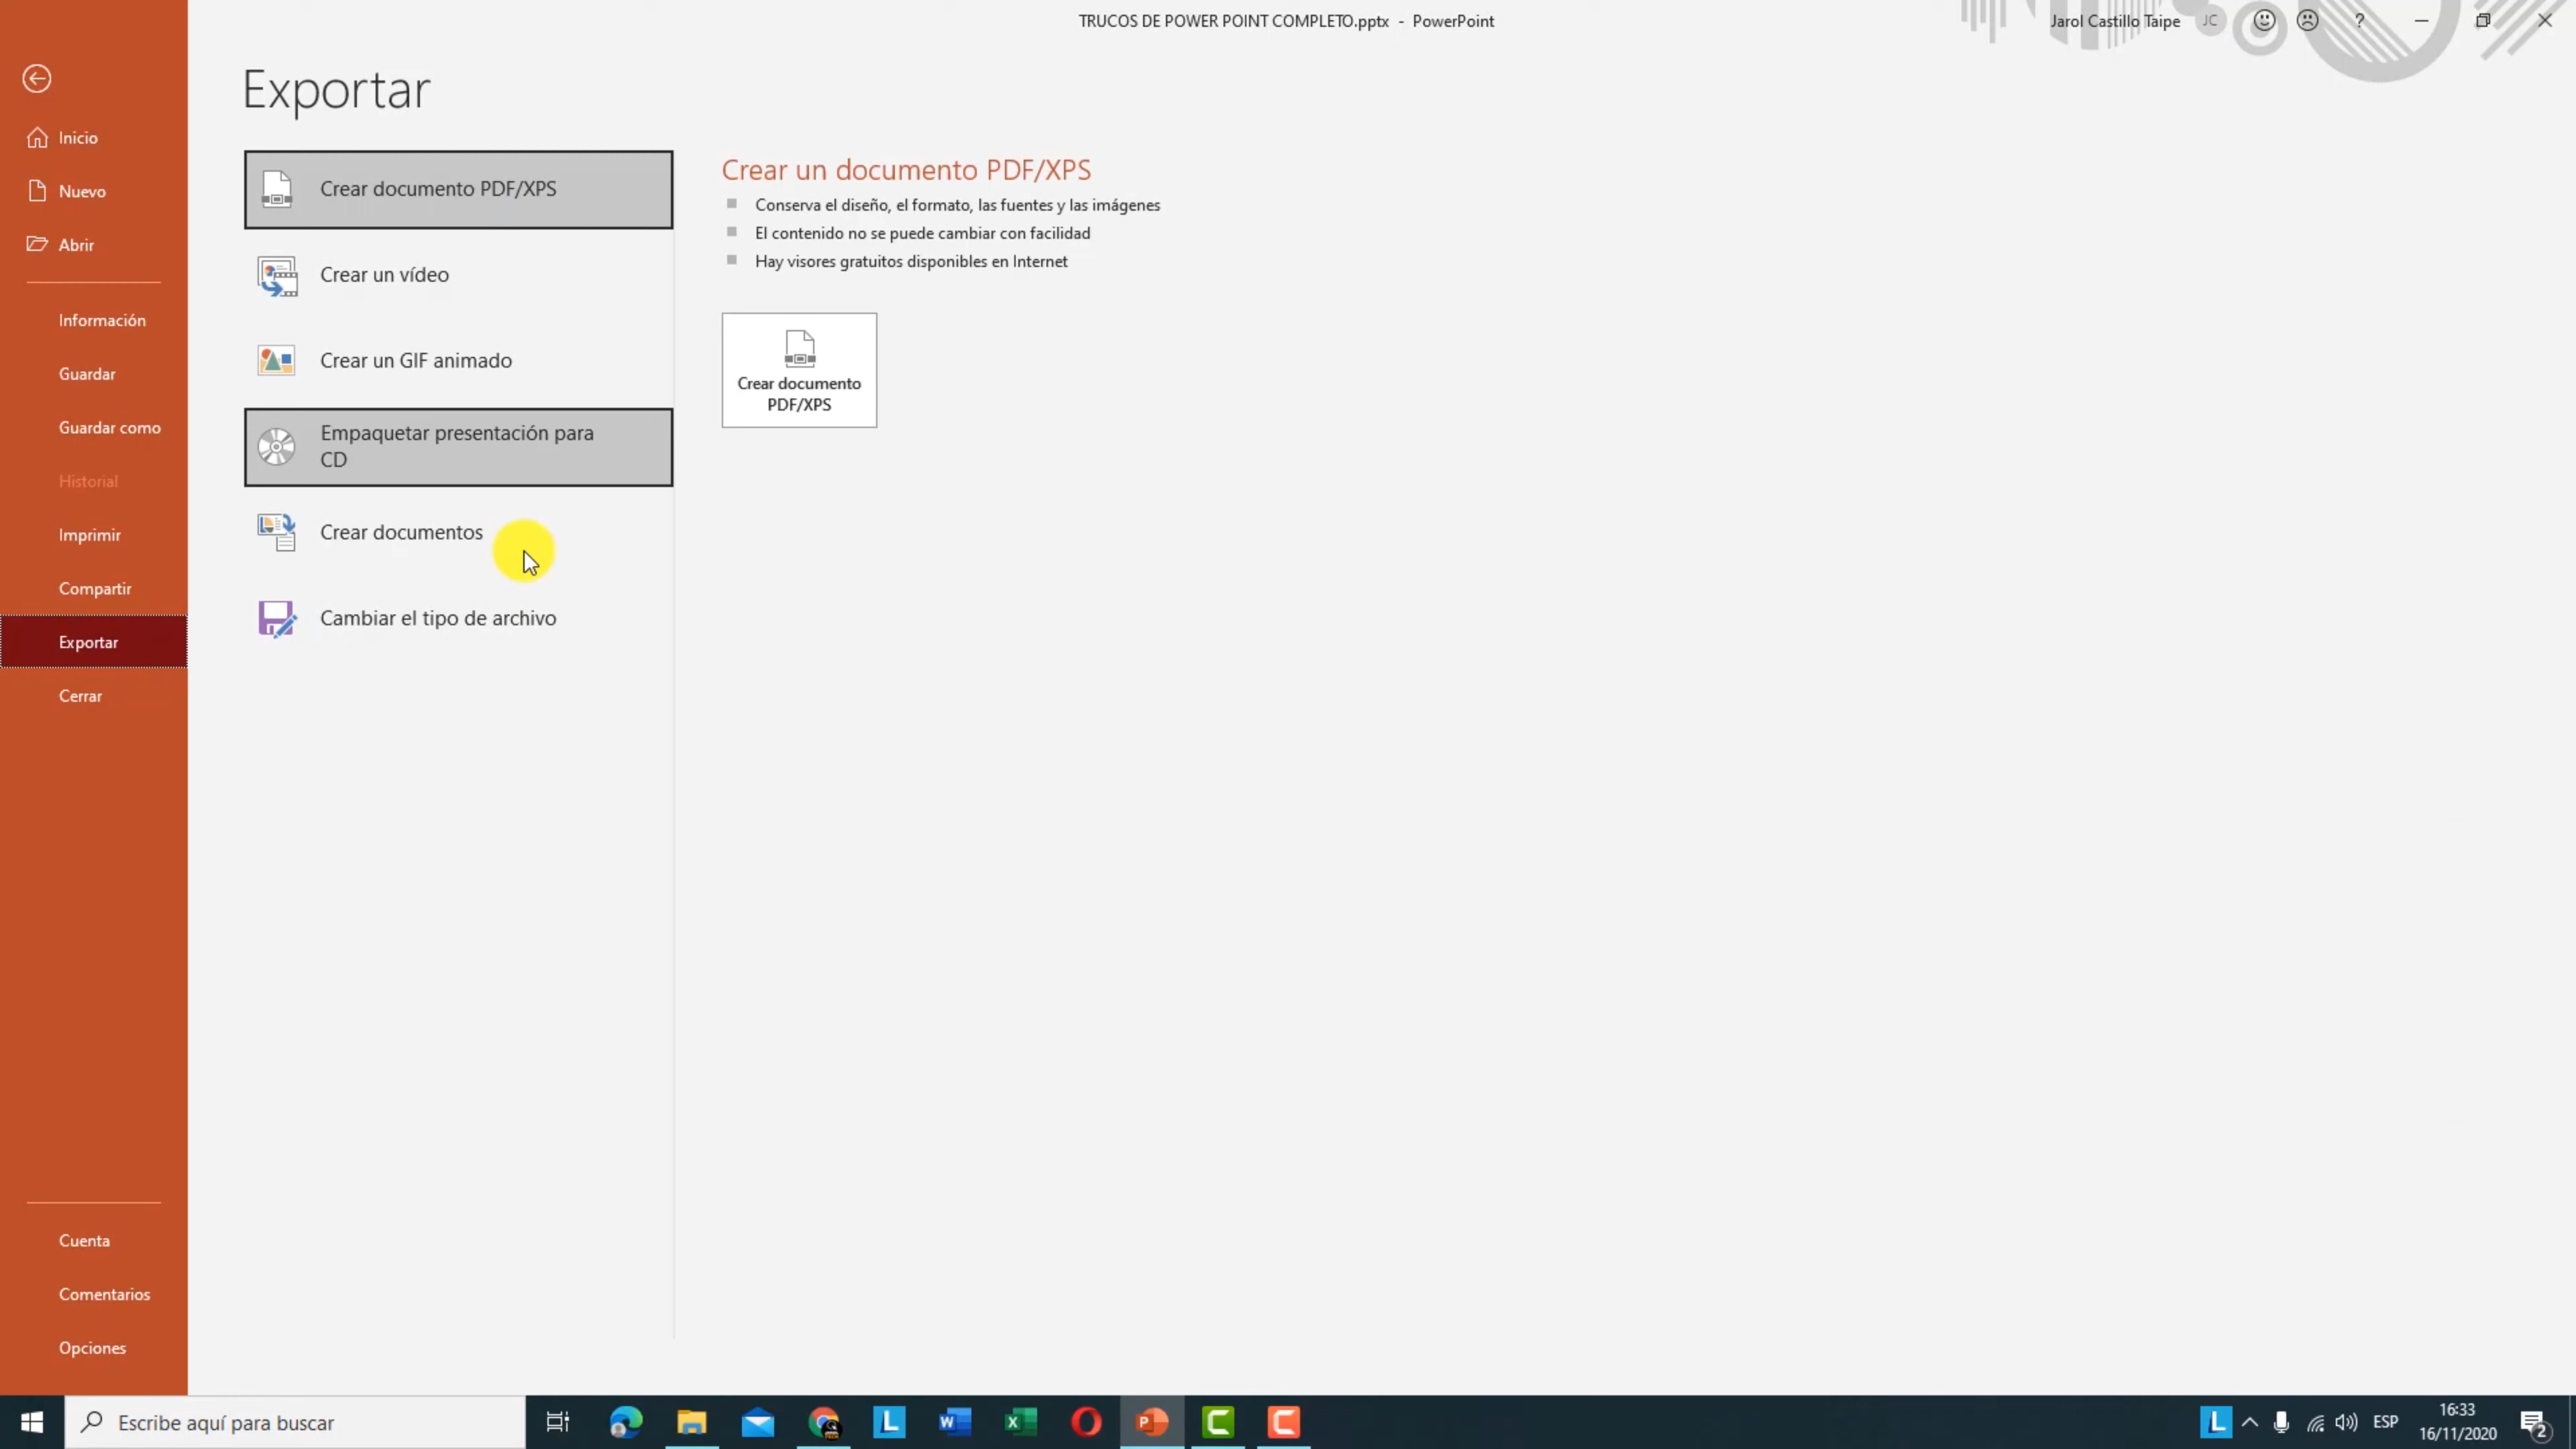 TRUCOS DE POWER POINT COMPLETO.pptx - PowerPoint
Jarol Castillo Taipe
JC
?
Inicio
Nuevo
Abrir
Información
Guardar
Guardar como
Historial
Imprimir
Compartir
Exportar
Cerrar
Cuenta
Comentarios
Opciones
Exportar
Crear documento PDF/XPS
Crear un vídeo
Crear un GIF animado
Empaquetar presentación para
CD
Crear documentos
Cambiar el tipo de archivo
Crear un documento PDF/XPS
Conserva el diseño, el formato, las fuentes y las imágenes
El contenido no se puede cambiar con facilidad
Hay visores gratuitos disponibles en Internet
Crear documento
PDF/XPS
Escribe aquí para buscar
ESP
16:33
16/11/2020
2